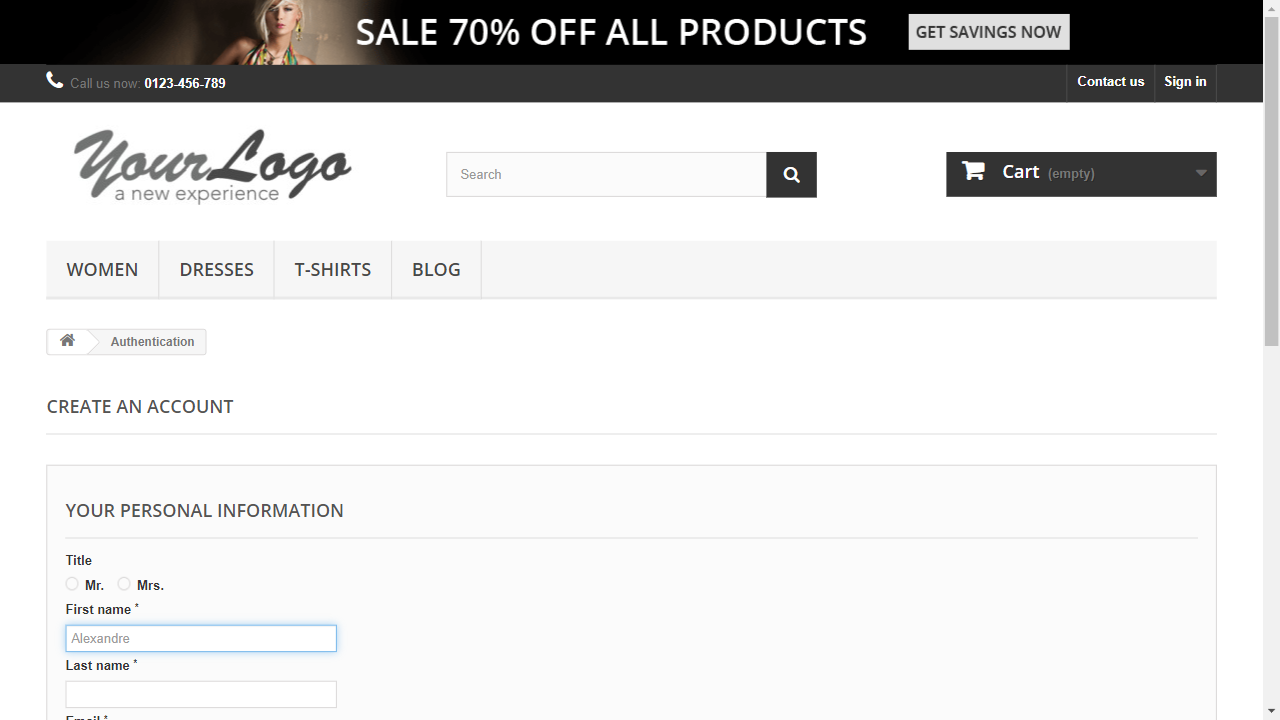 SALE 70% OFF ALL PRODUCTS GET SAVINGS NOW
Call us now: 0123-456-789 Contact us Sign in
YourLogo
a new experience
Search
Cart (empty)
WOMEN DRESSES T-SHIRTS BLOG
Authentication
CREATE AN ACCOUNT
YOUR PERSONAL INFORMATION
Title
Mr. Mrs.
First name *
Alexandre
Last name *
Email *